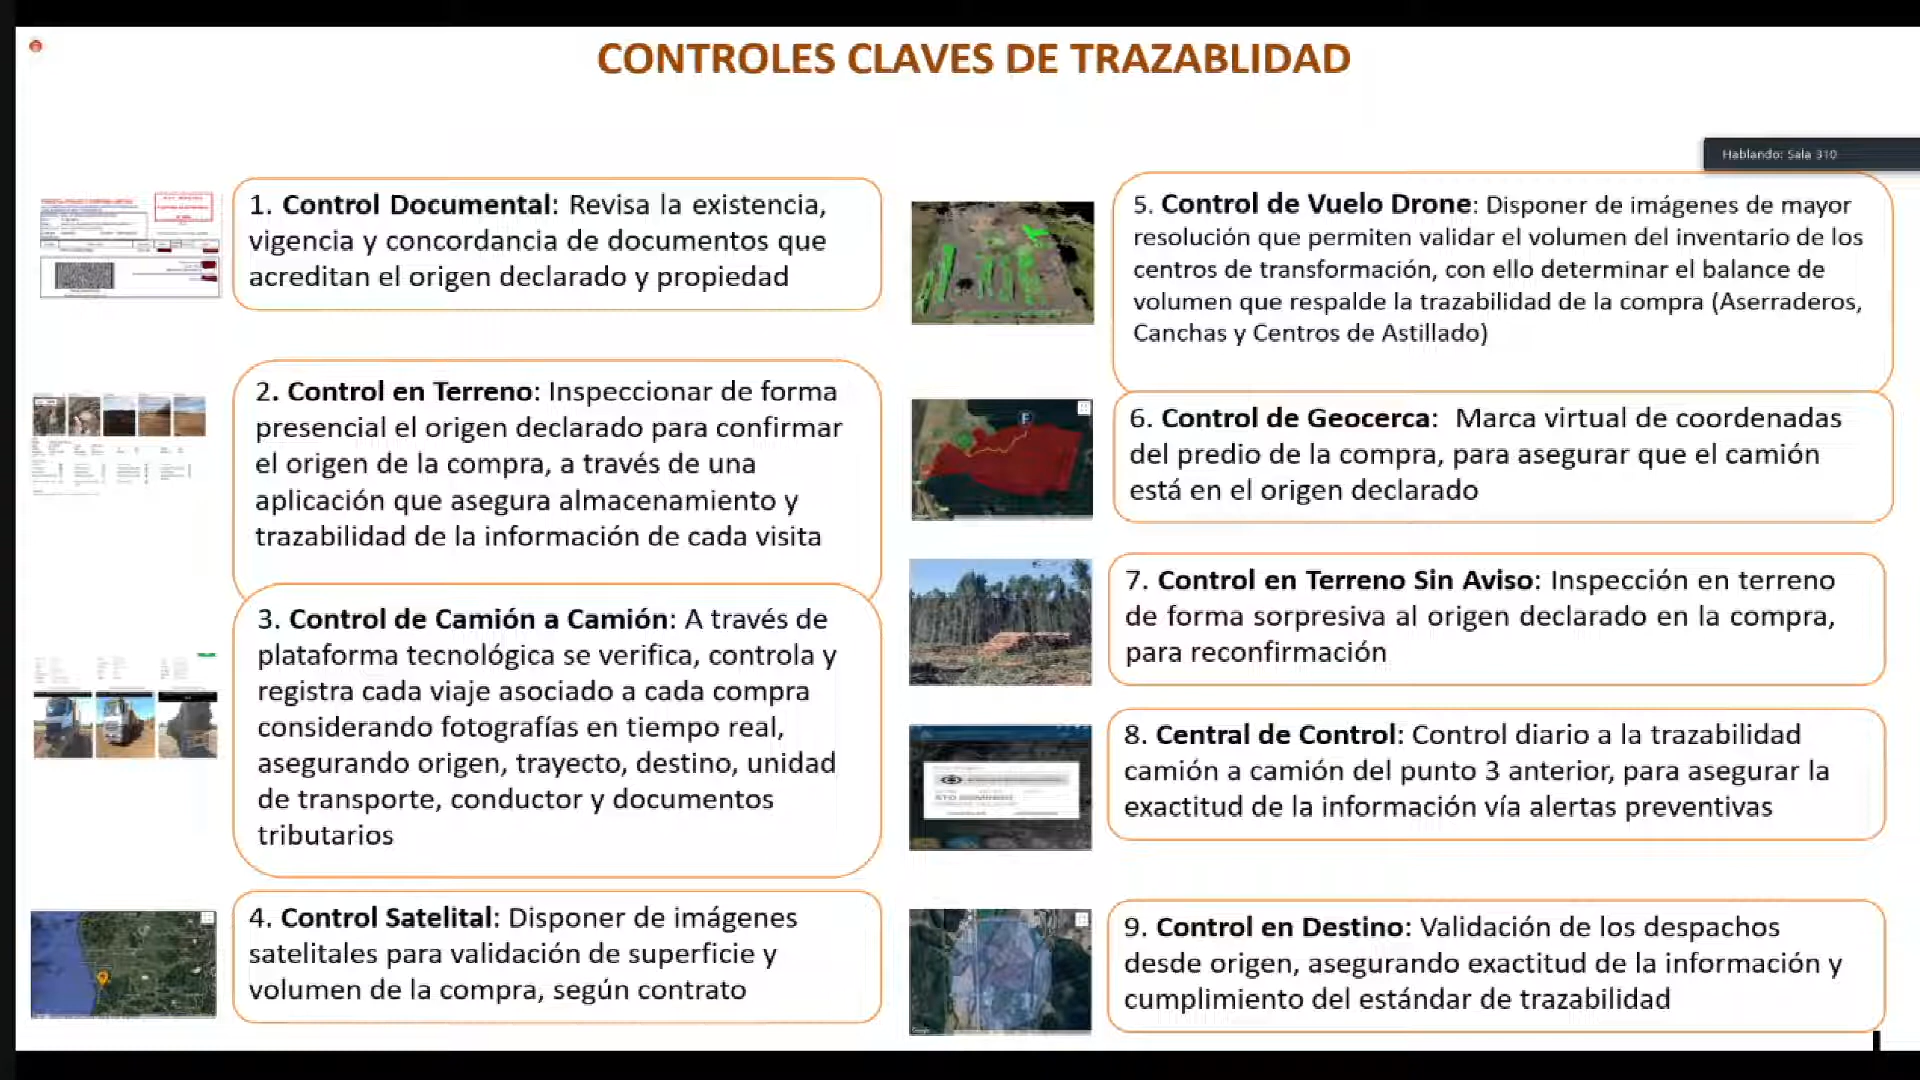 CONTROLES CLAVES DE TRAZABLIDAD
Hablando: Sala 310
1. Control Documental: Revisa la existencia,
vigencia y concordancia de documentos que
acreditan el origen declarado y propiedad
2. Control en Terreno: Inspeccionar de forma
presencial el origen declarado para confirmar
el origen de la compra, a través de una
aplicación que asegura almacenamiento y
trazabilidad de la información de cada visita
3. Control de Camión a Camión: A través de
plataforma tecnológica se verifica, controla y
registra cada viaje asociado a cada compra
considerando fotografías en tiempo real,
asegurando origen, trayecto, destino, unidad
de transporte, conductor y documentos
tributarios
4. Control Satelital: Disponer de imágenes
satelitales para validación de superficie y
volumen de la compra, según contrato
5. Control de Vuelo Drone: Disponer de imágenes de mayor
resolución que permiten validar el volumen del inventario de los
centros de transformación, con ello determinar el balance de
volumen que respalde la trazabilidad de la compra (Aserraderos,
Canchas y Centros de Astillado)
6. Control de Geocerca: Marca virtual de coordenadas
del predio de la compra, para asegurar que el camión
está en el origen declarado
7. Control en Terreno Sin Aviso: Inspección en terreno
de forma sorpresiva al origen declarado en la compra,
para reconfirmación
8. Central de Control: Control diario a la trazabilidad
camión a camión del punto 3 anterior, para asegurar la
exactitud de la información vía alertas preventivas
9. Control en Destino: Validación de los despachos
desde origen, asegurando exactitud de la información y
cumplimiento del estándar de trazabilidad